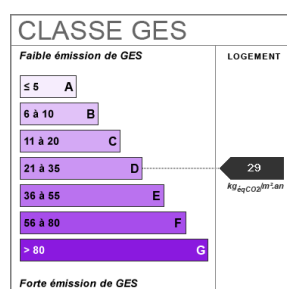 CLASSE GES
Faible émission de GES
LOGEMENT
≤ 5 A
6 à 10 B
11 à 20 C
21 à 35 D
29
kgéqCO2/m².an
36 à 55 E
56 à 80 F
> 80 G
Forte émission de GES